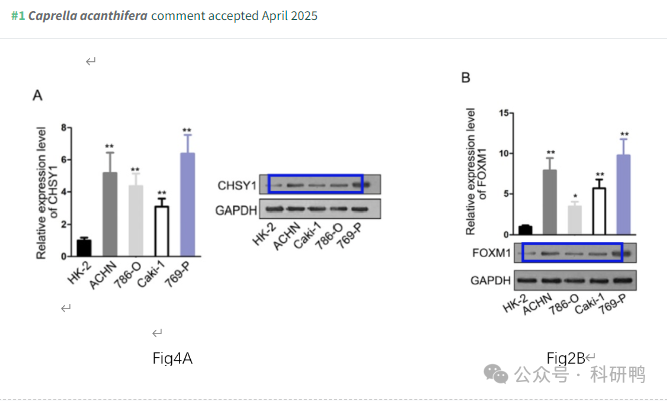 #1 Caprella acanthifera comment accepted April 2025
A
Relative expression level
of CHSY1
8
6
4
2
0
**
**
**
**
HK-2
ACHN
786-O
Caki-1
769-P
CHSY1
GAPDH
HK-2
ACHN
Caki-1
786-O
769-P
Fig4A
B
Relative expression level
of FOXM1
15
10
5
0
**
*
**
**
FOXM1
GAPDH
HK-2
ACHN
786-O
Caki-1
769-P
Fig2B
公众号 · 科研鸭